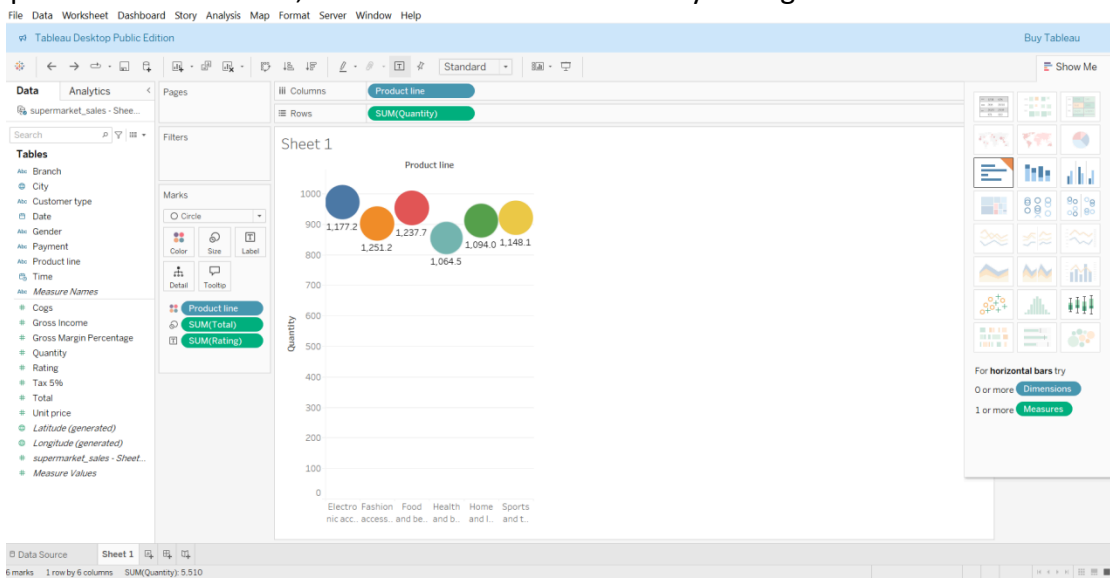 File Data Worksheet Dashboard Story Analysis Map Format Server Window Help
Tableau Desktop Public Edition Buy Tableau
Standard Show Me
Data Analytics
supermarket_sales - Shee...
Search
Tables
Abc Branch
City
Abc Customer type
Date
Abc Gender
Abc Payment
Abc Product line
Time
Abc Measure Names
# Cogs
# Gross Income
# Gross Margin Percentage
# Quantity
# Rating
# Tax 5%
# Total
# Unit price
Latitude (generated)
Longitude (generated)
# supermarket_sales - Sheet...
# Measure Values
Pages
Filters
Marks
Circle
Color Size Label
Detail Tooltip
Product line
SUM(Total)
SUM(Rating)
Columns Product line
Rows SUM(Quantity)
Sheet 1
Product line
Quantity
1000
900
800
700
600
500
400
300
200
100
0
1,177.2
1,251.2
1,237.7
1,064.5
1,094.0
1,148.1
Electro Fashion Food Health Home Sports
nic acc.. access.. and be.. and b.. and l.. and t..
For horizontal bars try
0 or more Dimensions
1 or more Measures
Data Source Sheet 1
6 marks 1 row by 6 columns SUM(Quantity): 5.510